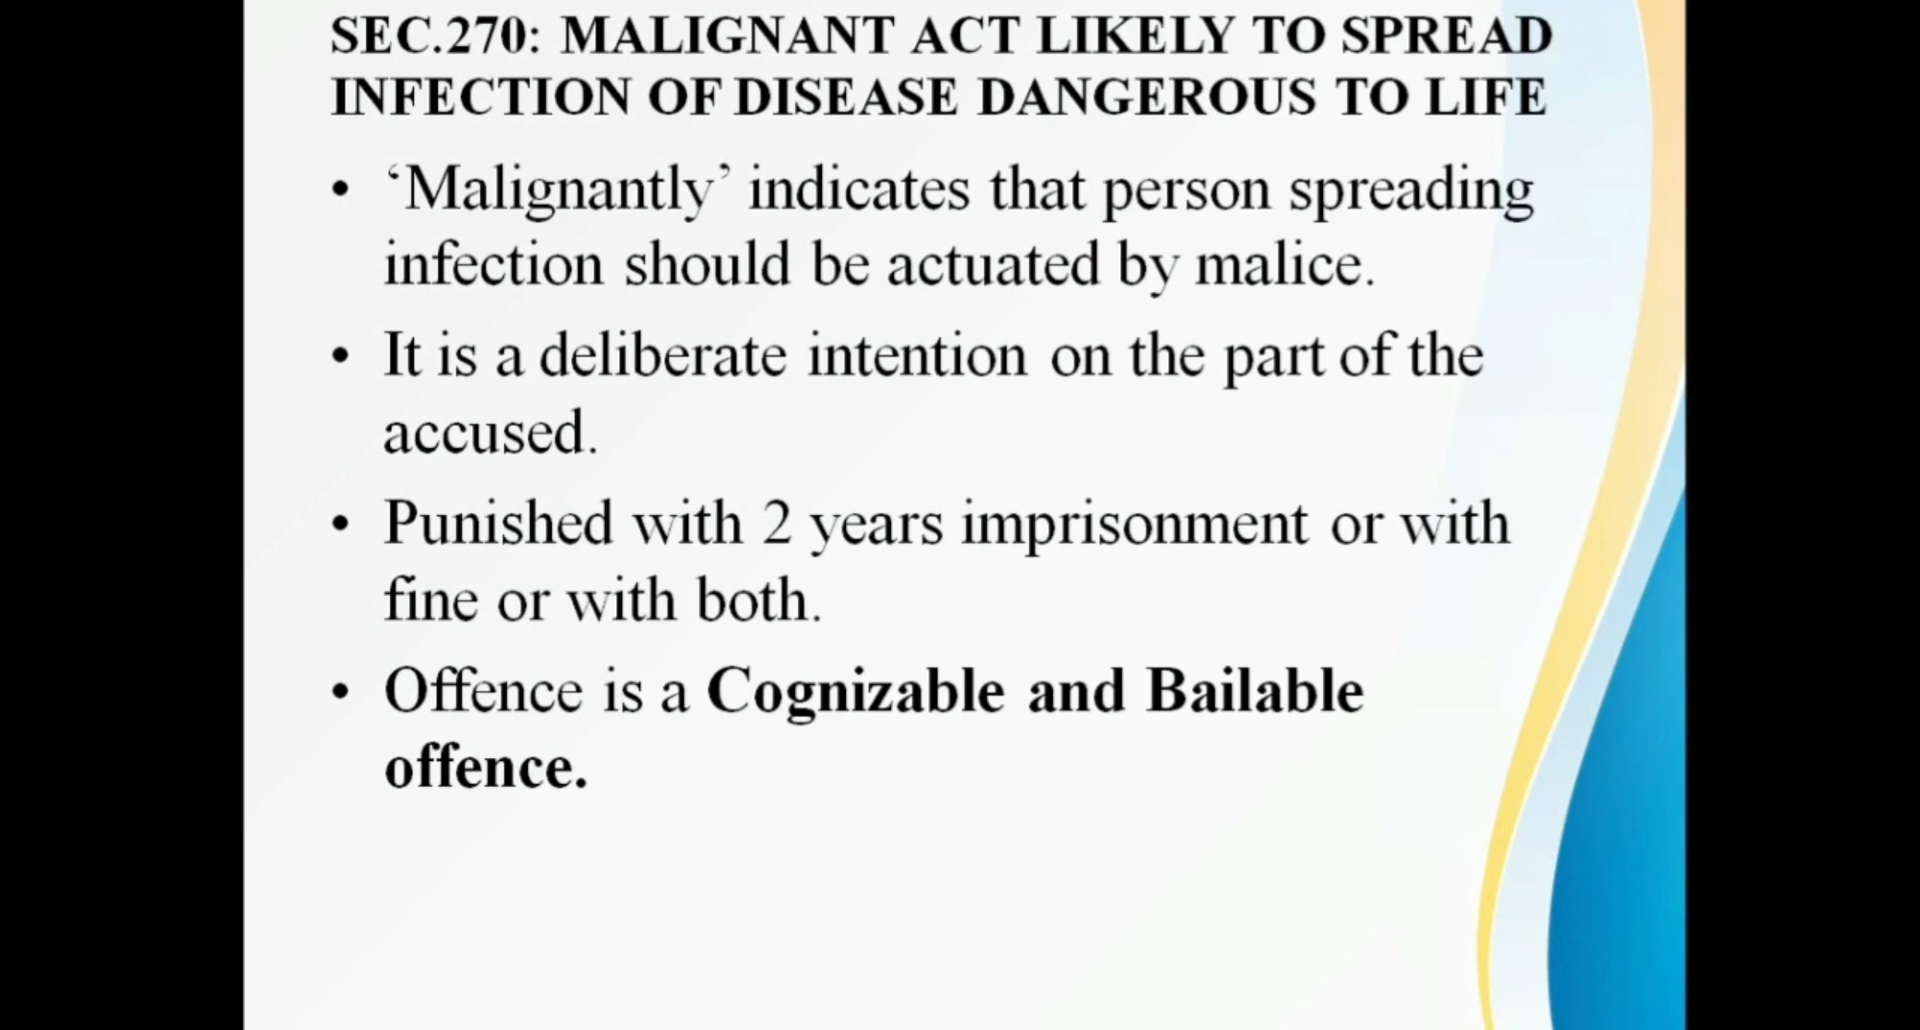 SEC.270: MALIGNANT ACT LIKELY TO SPREAD
INFECTION OF DISEASE DANGEROUS TO LIFE
• ‘Malignantly’ indicates that person spreading
infection should be actuated by malice.
• It is a deliberate intention on the part of the
accused.
• Punished with 2 years imprisonment or with
fine or with both.
• Offence is a Cognizable and Bailable
offence.